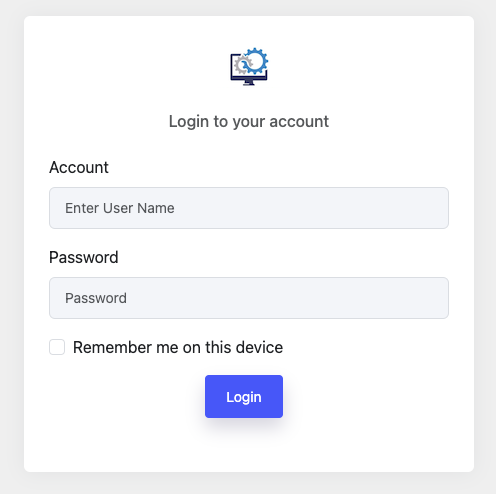 Login to your account
Account
Enter User Name
Password
Password
Remember me on this device
Login